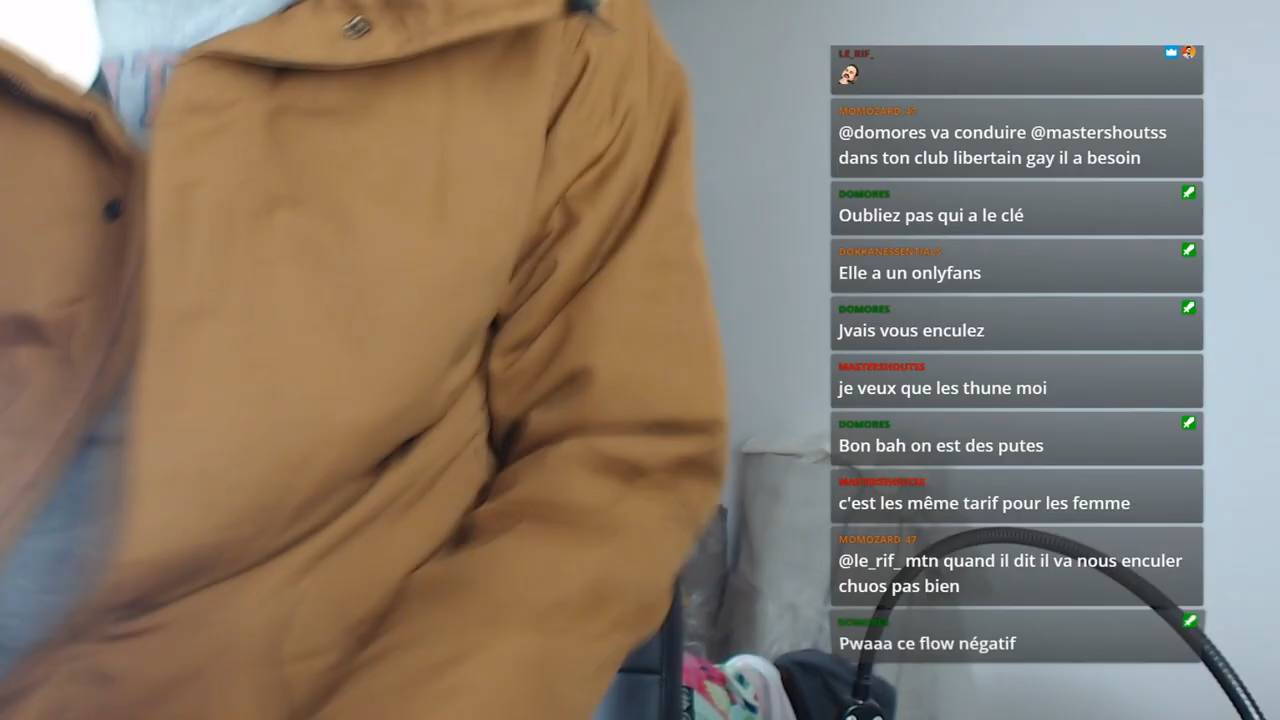 LE_RIF_
MOMOZARD_47
@domores va conduire @mastershoutss
dans ton club libertain gay il a besoin
DOMORES
Oubliez pas qui a le clé
DOKKANESSENTIALS
Elle a un onlyfans
DOMORES
Jvais vous enculez
MASTERSHOUTSS
je veux que les thune moi
DOMORES
Bon bah on est des putes
MASTERSHOUTSS
c'est les même tarif pour les femme
MOMOZARD_47
@le_rif_ mtn quand il dit il va nous enculer
chuos pas bien
DOMORES
Pwaaa ce flow négatif